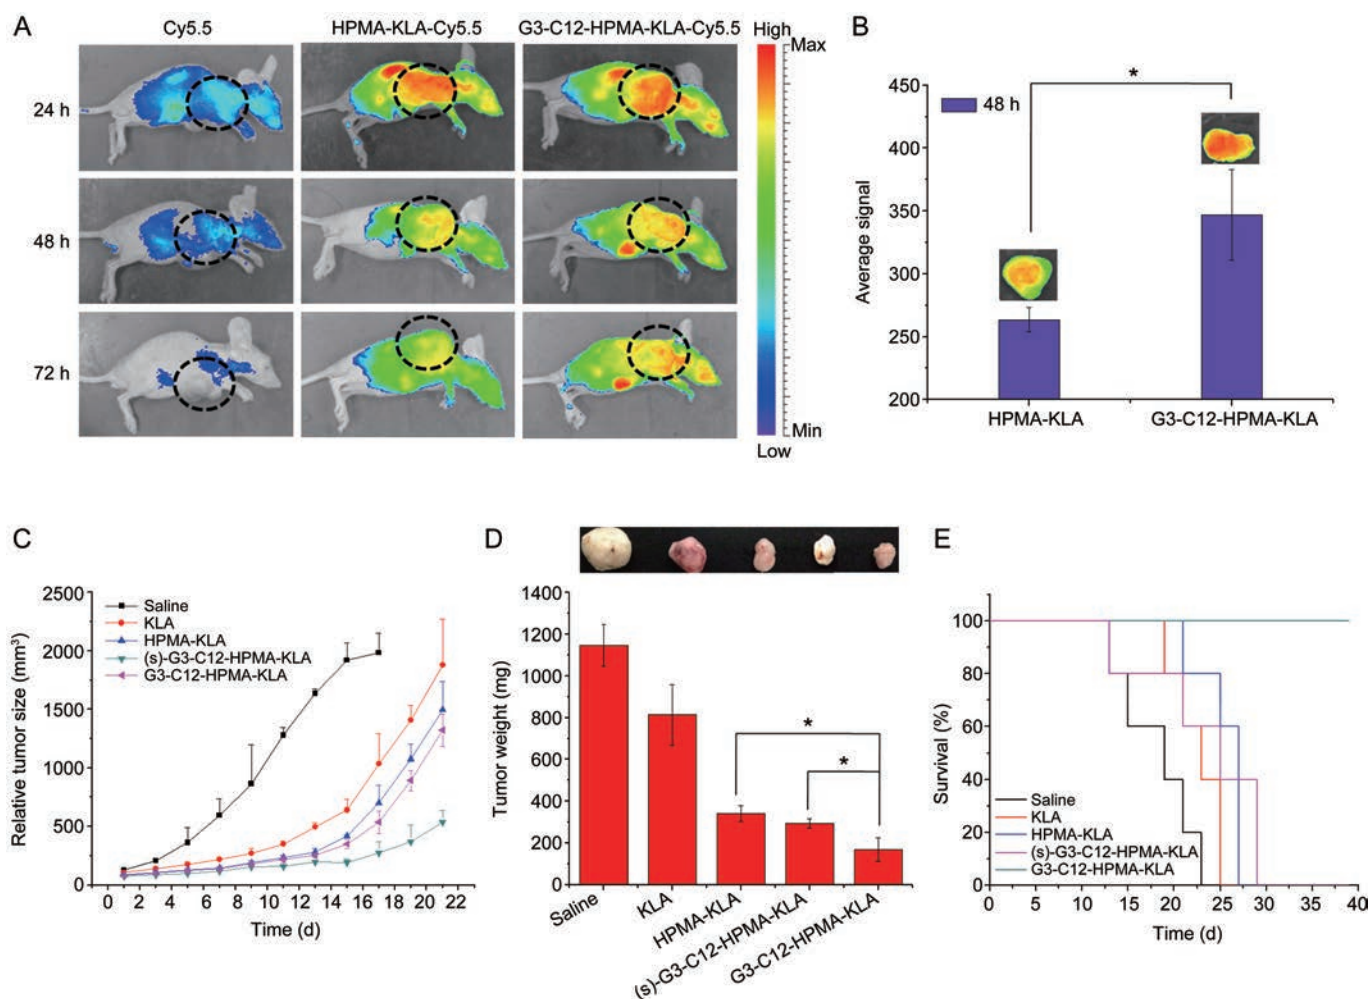 A
Cy5.5
HPMA-KLA-Cy5.5
G3-C12-HPMA-KLA-Cy5.5
High
Max
24 h
48 h
72 h
Min
Low
B
450
400
350
300
250
200
Average signal
48 h
*
HPMA-KLA
G3-C12-HPMA-KLA
C
2500
2000
1500
1000
500
0
Relative tumor size (mm³)
Saline
KLA
HPMA-KLA
(s)-G3-C12-HPMA-KLA
G3-C12-HPMA-KLA
0 2 4 6 8 10 12 14 16 18 20 22
Time (d)
D
1400
1200
1000
800
600
400
200
0
Tumor weight (mg)
*
*
Saline
KLA
HPMA-KLA
(s)-G3-C12-HPMA-KLA
G3-C12-HPMA-KLA
E
100
80
60
40
20
0
Survival (%)
Saline
KLA
HPMA-KLA
(s)-G3-C12-HPMA-KLA
G3-C12-HPMA-KLA
0 5 10 15 20 25 30 35 40
Time (d)